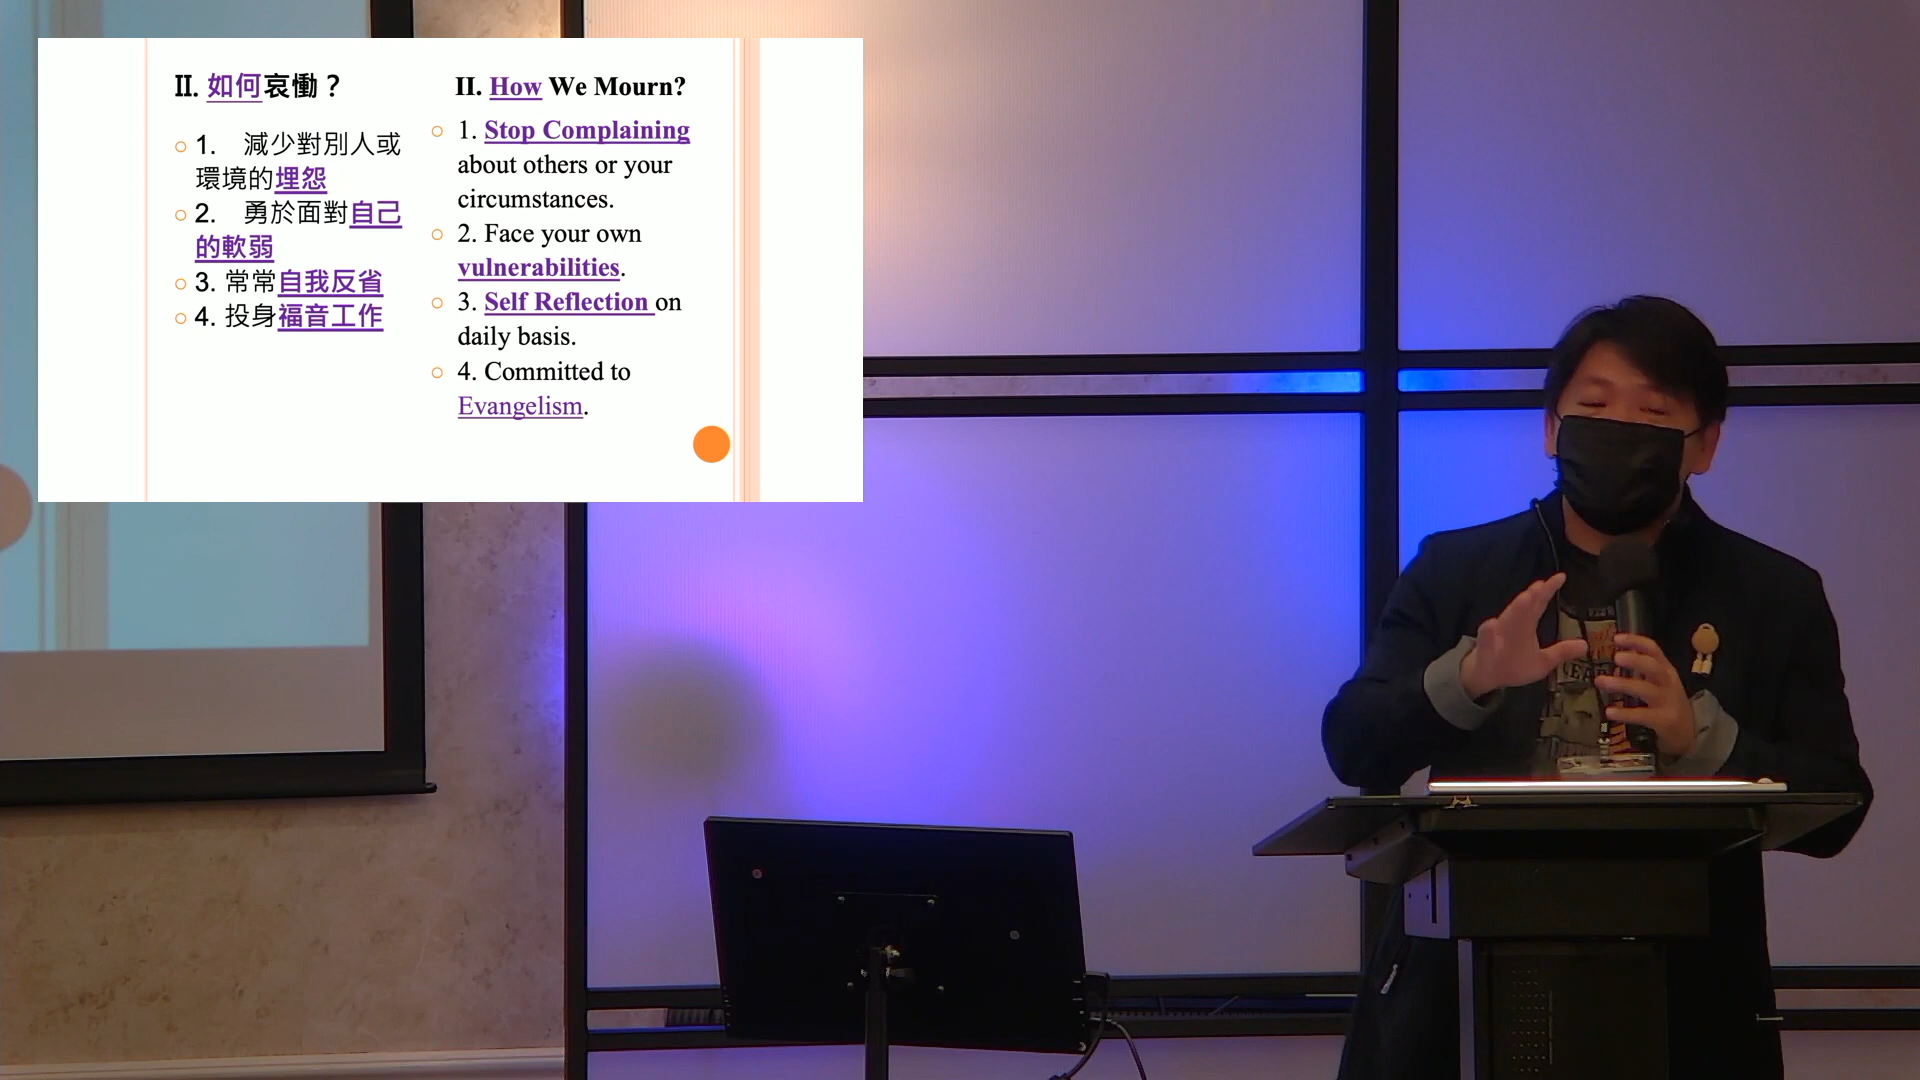 II. 如何哀慟？
1. 減少對別人或
環境的埋怨
2. 勇於面對自己
的軟弱
3. 常常自我反省
4. 投身福音工作
II. How We Mourn?
1. Stop Complaining
about others or your
circumstances.
2. Face your own
vulnerabilities.
3. Self Reflection on
daily basis.
4. Committed to
Evangelism.